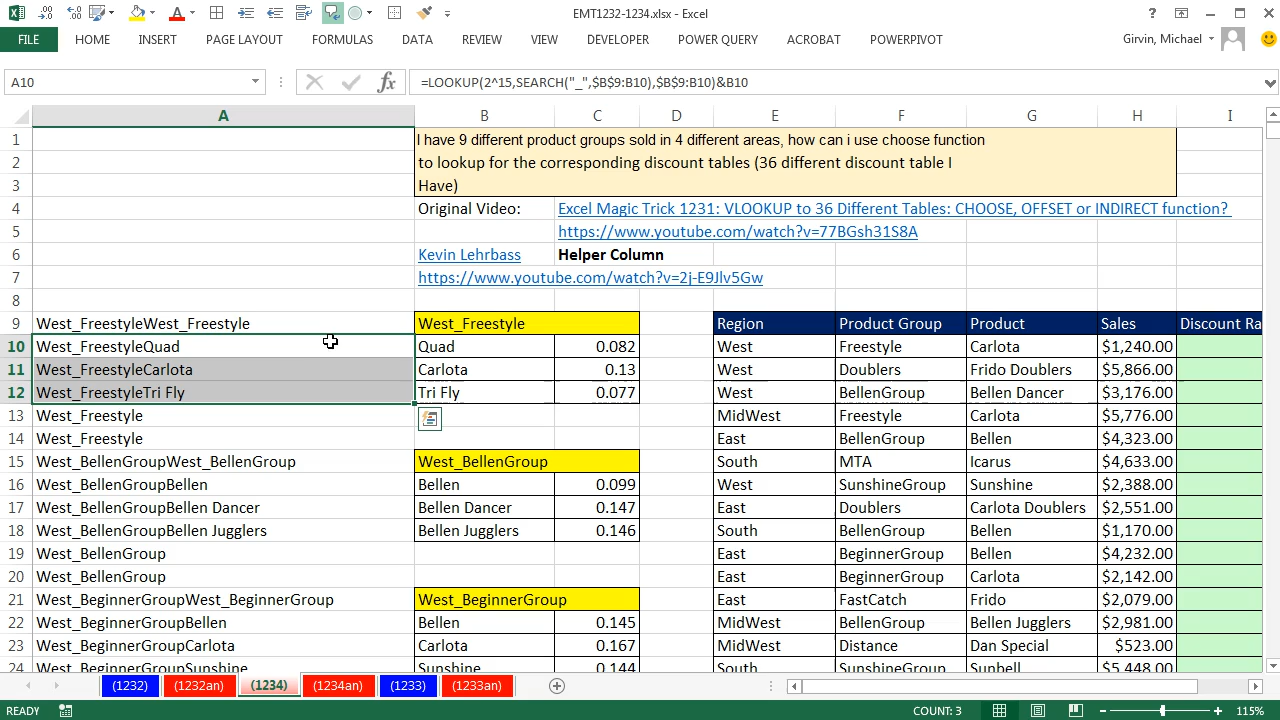 EMT1232-1234.xlsx - Excel
FILE HOME INSERT PAGE LAYOUT FORMULAS DATA REVIEW VIEW DEVELOPER POWER QUERY ACROBAT POWERPIVOT Girvin, Michael
A10 fx =LOOKUP(2^15,SEARCH("_",$B$9:B10),$B$9:B10)&B10
A B C D E F G H I
1 I have 9 different product groups sold in 4 different areas, how can i use choose function
2 to lookup for the corresponding discount tables (36 different discount table I
3 Have)
4 Original Video: Excel Magic Trick 1231: VLOOKUP to 36 Different Tables: CHOOSE, OFFSET or INDIRECT function?
5 https://www.youtube.com/watch?v=77BGsh31S8A
6 Kevin Lehrbass Helper Column
7 https://www.youtube.com/watch?v=2j-E9Jlv5Gw
8
9 West_FreestyleWest_Freestyle West_Freestyle Region Product Group Product Sales Discount Ra
10 West_FreestyleQuad Quad 0.082 West Freestyle Carlota $1,240.00
11 West_FreestyleCarlota Carlota 0.13 West Doublers Frido Doublers $5,866.00
12 West_FreestyleTri Fly Tri Fly 0.077 West BellenGroup Bellen Dancer $3,176.00
13 West_Freestyle MidWest Freestyle Carlota $5,776.00
14 West_Freestyle East BellenGroup Bellen $4,323.00
15 West_BellenGroupWest_BellenGroup West_BellenGroup South MTA Icarus $4,633.00
16 West_BellenGroupBellen Bellen 0.099 West SunshineGroup Sunshine $2,388.00
17 West_BellenGroupBellen Dancer Bellen Dancer 0.147 East Doublers Carlota Doublers $2,551.00
18 West_BellenGroupBellen Jugglers Bellen Jugglers 0.146 South BellenGroup Bellen $1,170.00
19 West_BellenGroup East BeginnerGroup Bellen $4,232.00
20 West_BellenGroup East BeginnerGroup Carlota $2,142.00
21 West_BeginnerGroupWest_BeginnerGroup West_BeginnerGroup East FastCatch Frido $2,079.00
22 West_BeginnerGroupBellen Bellen 0.145 MidWest BellenGroup Bellen Jugglers $2,981.00
23 West_BeginnerGroupCarlota Carlota 0.167 MidWest Distance Dan Special $523.00
24 West_BeginnerGroupSunshine Sunshine 0.144 South SunshineGroup Sunbell $5,448.00
(1232) (1232an) (1234) (1234an) (1233) (1233an)
READY COUNT: 3 115%